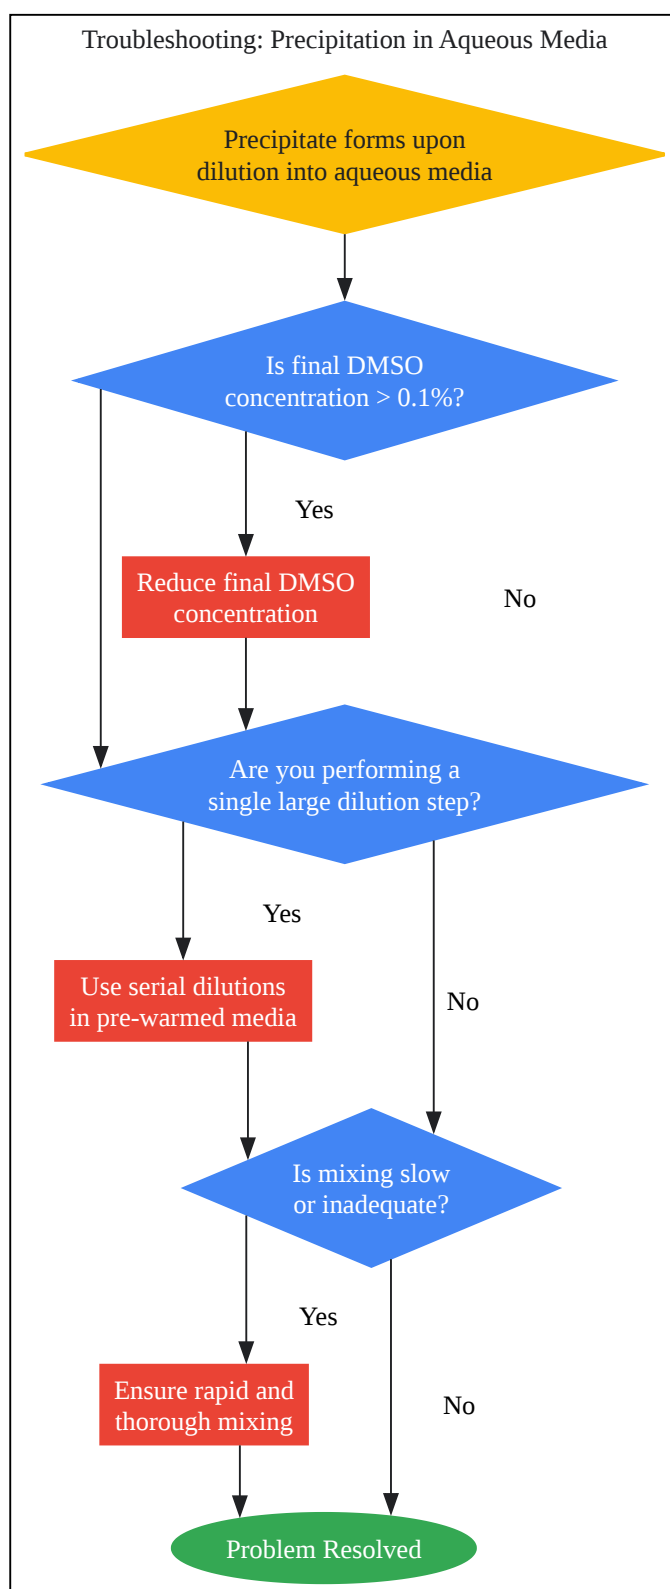 Troubleshooting: Precipitation in Aqueous Media
Precipitate forms upon
dilution into aqueous media
Is final DMSO
concentration > 0.1%?
Yes
Reduce final DMSO
concentration
No
Are you performing a
single large dilution step?
Yes
Use serial dilutions
in pre-warmed media
No
Is mixing slow
or inadequate?
Yes
Ensure rapid and
thorough mixing
No
Problem Resolved